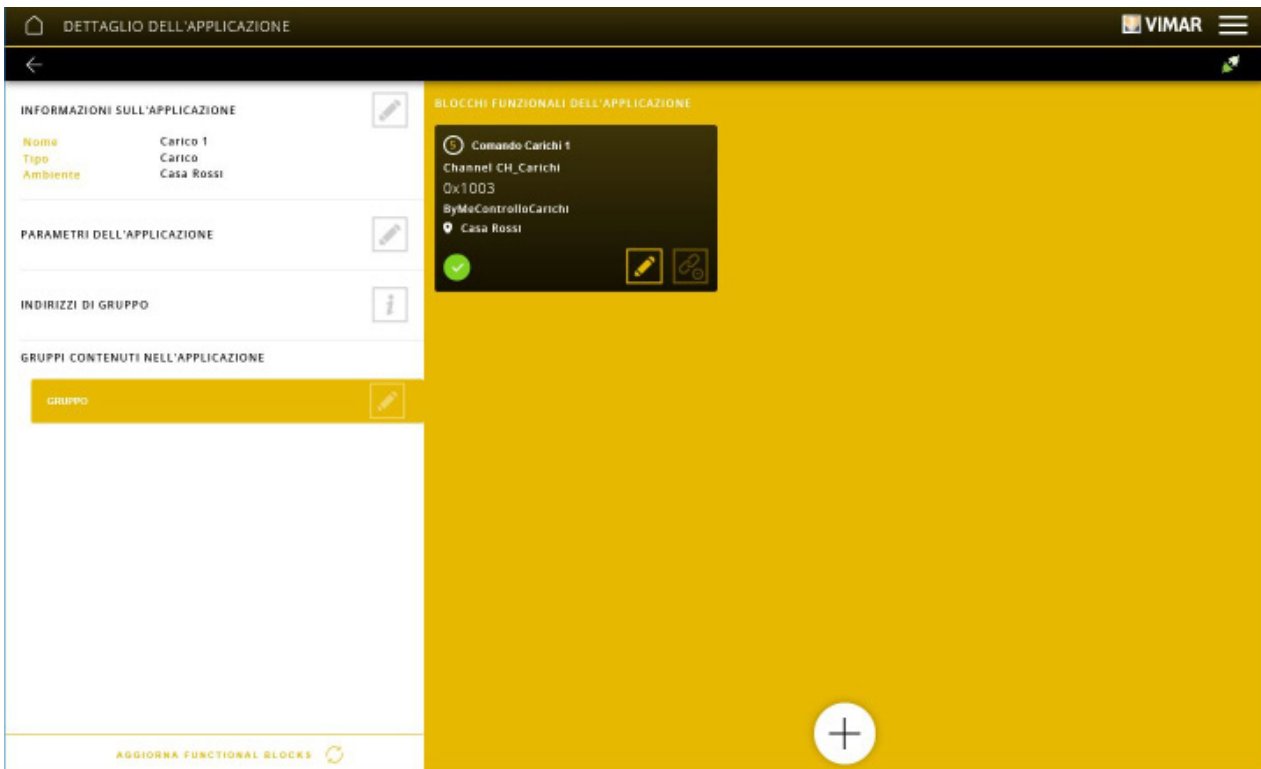 DETTAGLIO DELL'APPLICAZIONE
VIMAR
INFORMAZIONI SULL'APPLICAZIONE
Nome Carico 1
Tipo Carico
Ambiente Casa Rossi
PARAMETRI DELL'APPLICAZIONE
INDIRIZZI DI GRUPPO
GRUPPI CONTENUTI NELL'APPLICAZIONE
GRUPPO
AGGIORNA FUNCTIONAL BLOCKS
BLOCCHI FUNZIONALI DELL'APPLICAZIONE
5 Comando Carichi 1
Channel CH_Carichi
0x1003
ByMeControlloCarichi
Casa Rossi